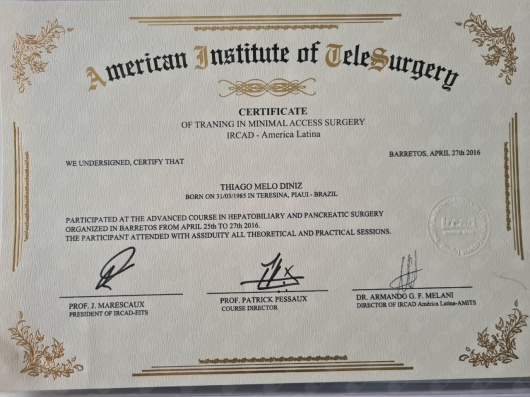 American Institute of TeleSurgery
CERTIFICATE
OF TRANING IN MINIMAL ACCESS SURGERY
IRCAD - America Latina
BARRETOS, APRIL 27th 2016
WE UNDERSIGNED, CERTIFY THAT
THIAGO MELO DINIZ
BORN ON 31/03/1985 IN TERESINA, PIAUI - BRAZIL
PARTICIPATED AT THE ADVANCED COURSE IN HEPATOBILIARY AND PANCREATIC SURGERY
ORGANIZED IN BARRETOS FROM APRIL 25th TO 27th 2016.
THE PARTICIPANT ATTENDED WITH ASSIDUITY ALL THEORETICAL AND PRACTICAL SESSIONS.
PROF. J. MARESCAUX
PRESIDENT OF IRCAD-EITS
PROF. PATRICK PESSAUX
COURSE DIRECTOR
DR. ARMANDO G. F. MELANI
DIRECTOR OF IRCAD América Latina-AMITS